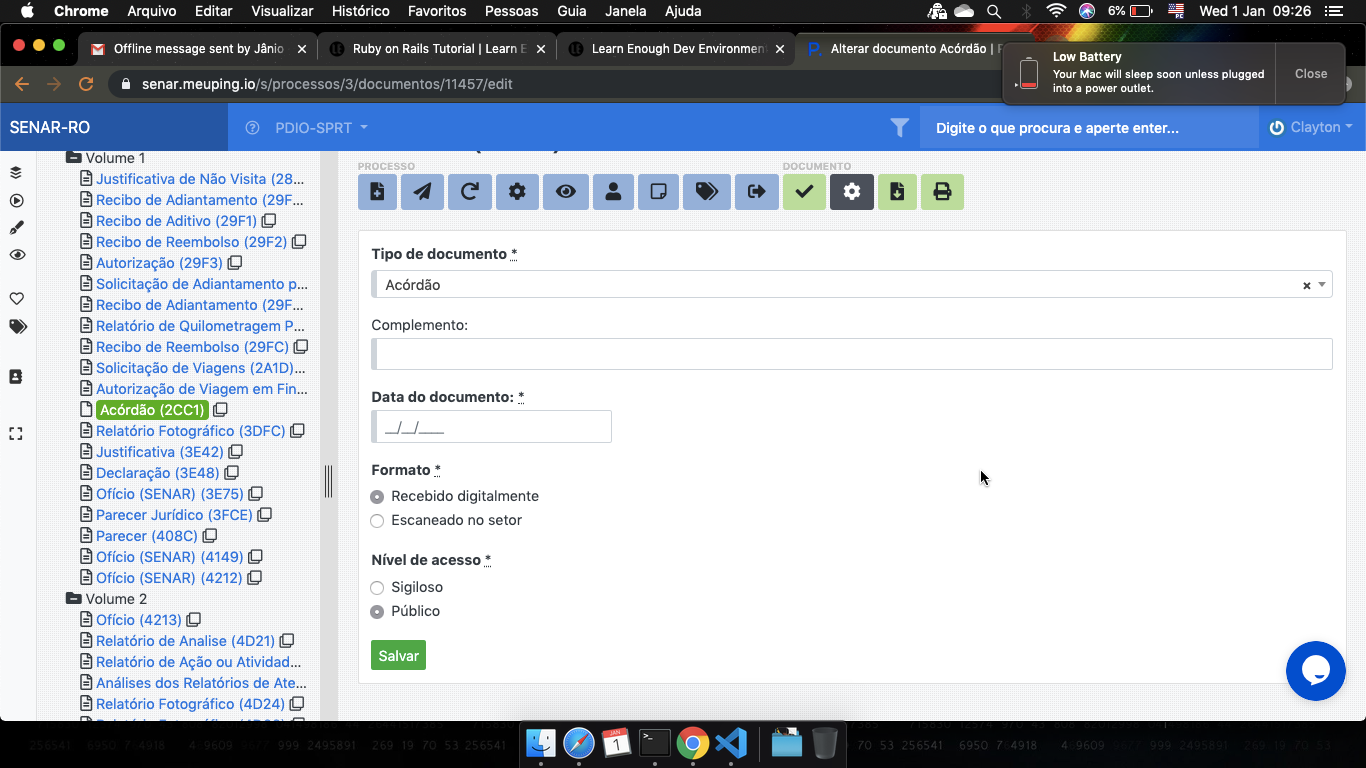 Chrome Arquivo Editar Visualizar Histórico Favoritos Pessoas Guia Janela Ajuda 6% Wed 1 Jan 09:26
Offline message sent by Jânio
Ruby on Rails Tutorial | Learn E
Learn Enough Dev Environmen
Alterar documento Acórdão |
Low Battery
Your Mac will sleep soon unless plugged
into a power outlet.
Close
senar.meuping.io/s/processos/3/documentos/11457/edit
SENAR-RO
PDIO-SPRT
Digite o que procura e aperte enter...
Clayton
Volume 1
Justificativa de Não Visita (28...
Recibo de Adiantamento (29F...
Recibo de Aditivo (29F1)
Recibo de Reembolso (29F2)
Autorização (29F3)
Solicitação de Adiantamento p...
Recibo de Adiantamento (29F...
Relatório de Quilometragem P...
Recibo de Reembolso (29FC)
Solicitação de Viagens (2A1D)...
Autorização de Viagem em Fin...
Acórdão (2CC1)
Relatório Fotográfico (3DFC)
Justificativa (3E42)
Declaração (3E48)
Ofício (SENAR) (3E75)
Parecer Jurídico (3FCE)
Parecer (408C)
Ofício (SENAR) (4149)
Ofício (SENAR) (4212)
Volume 2
Ofício (4213)
Relatório de Analise (4D21)
Relatório de Ação ou Atividad...
Análises dos Relatórios de Ate...
Relatório Fotográfico (4D24)
PROCESSO
DOCUMENTO
Tipo de documento *
Acórdão
Complemento:
Data do documento: *
__/__/____
Formato *
Recebido digitalmente
Escaneado no setor
Nível de acesso *
Sigiloso
Público
Salvar
JAN
1